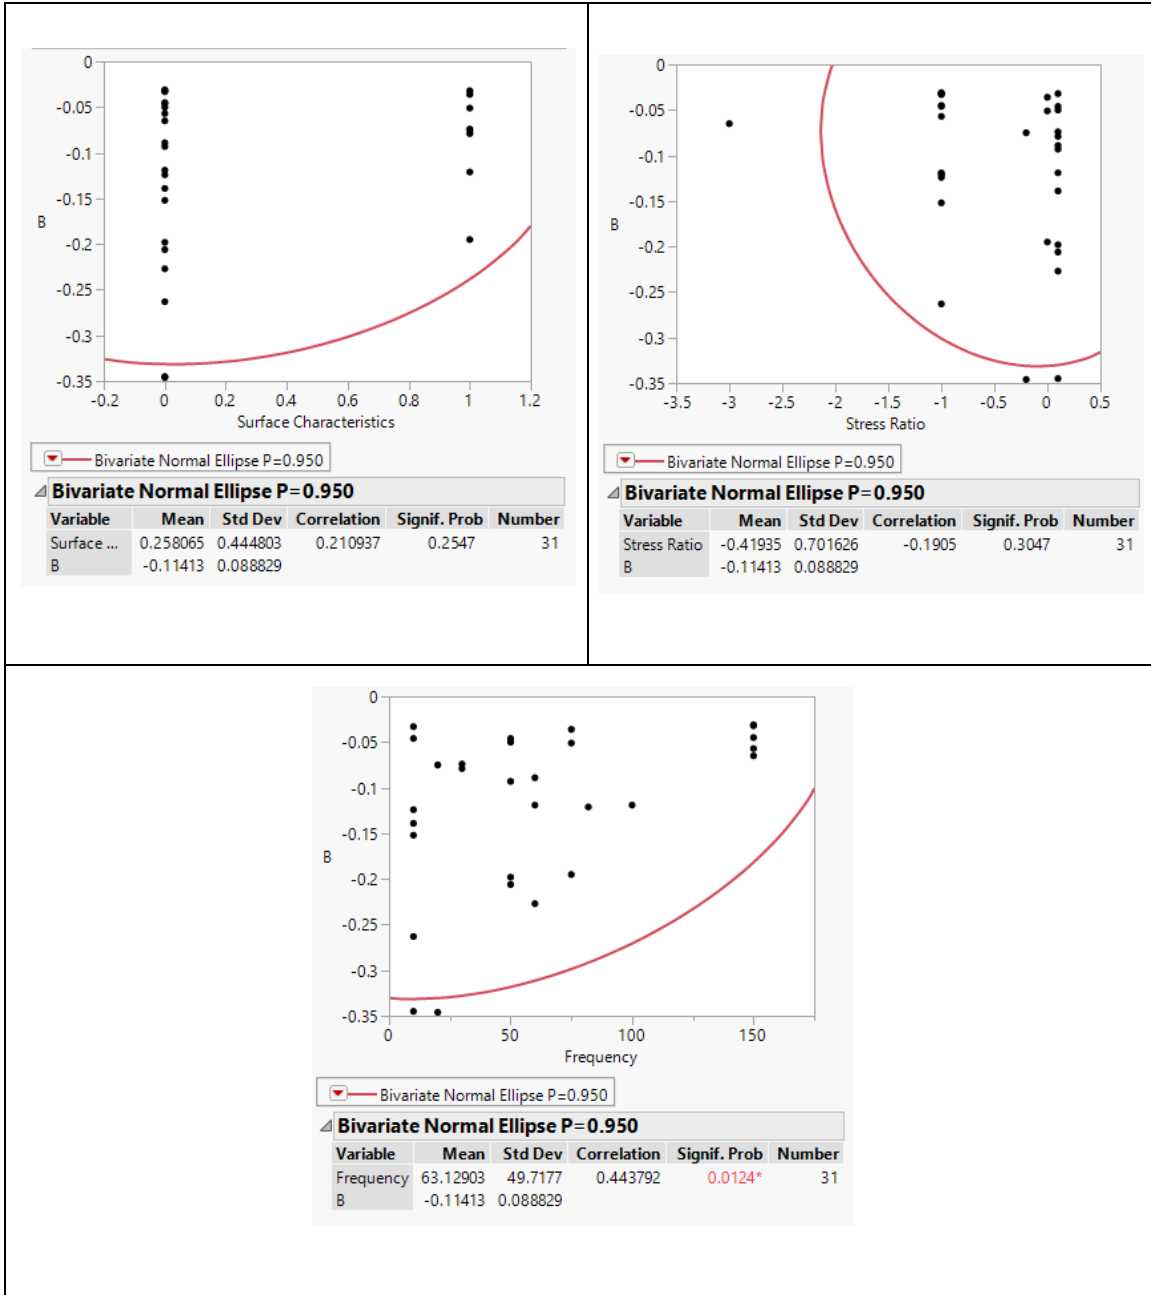 0
-0.05
-0.1
-0.15
-0.2
-0.25
-0.3
-0.35
B
-0.2 0 0.2 0.4 0.6 0.8 1 1.2
Surface Characteristics
Bivariate Normal Ellipse P=0.950
Bivariate Normal Ellipse P=0.950
Variable Mean Std Dev Correlation Signif. Prob Number
Surface ... 0.258065 0.444803 0.210937 0.2547 31
B -0.11413 0.088829
0
-0.05
-0.1
-0.15
-0.2
-0.25
-0.3
-0.35
B
-3.5 -3 -2.5 -2 -1.5 -1 -0.5 0 0.5
Stress Ratio
Bivariate Normal Ellipse P=0.950
Bivariate Normal Ellipse P=0.950
Variable Mean Std Dev Correlation Signif. Prob Number
Stress Ratio -0.41935 0.701626 -0.1905 0.3047 31
B -0.11413 0.088829
0
-0.05
-0.1
-0.15
-0.2
-0.25
-0.3
-0.35
B
0 50 100 150
Frequency
Bivariate Normal Ellipse P=0.950
Bivariate Normal Ellipse P=0.950
Variable Mean Std Dev Correlation Signif. Prob Number
Frequency 63.12903 49.7177 0.443792 0.0124* 31
B -0.11413 0.088829